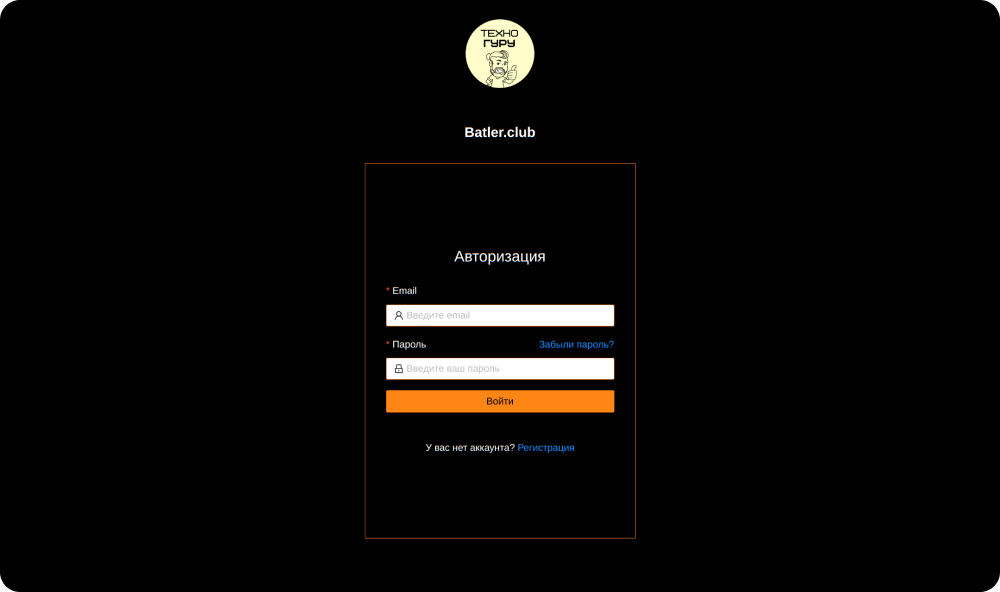 ТЕХНО
ГУРУ
Batler.club
Авторизация
* Email
Введите email
* Пароль Забыли пароль?
Введите ваш пароль
Войти
У вас нет аккаунта? Регистрация